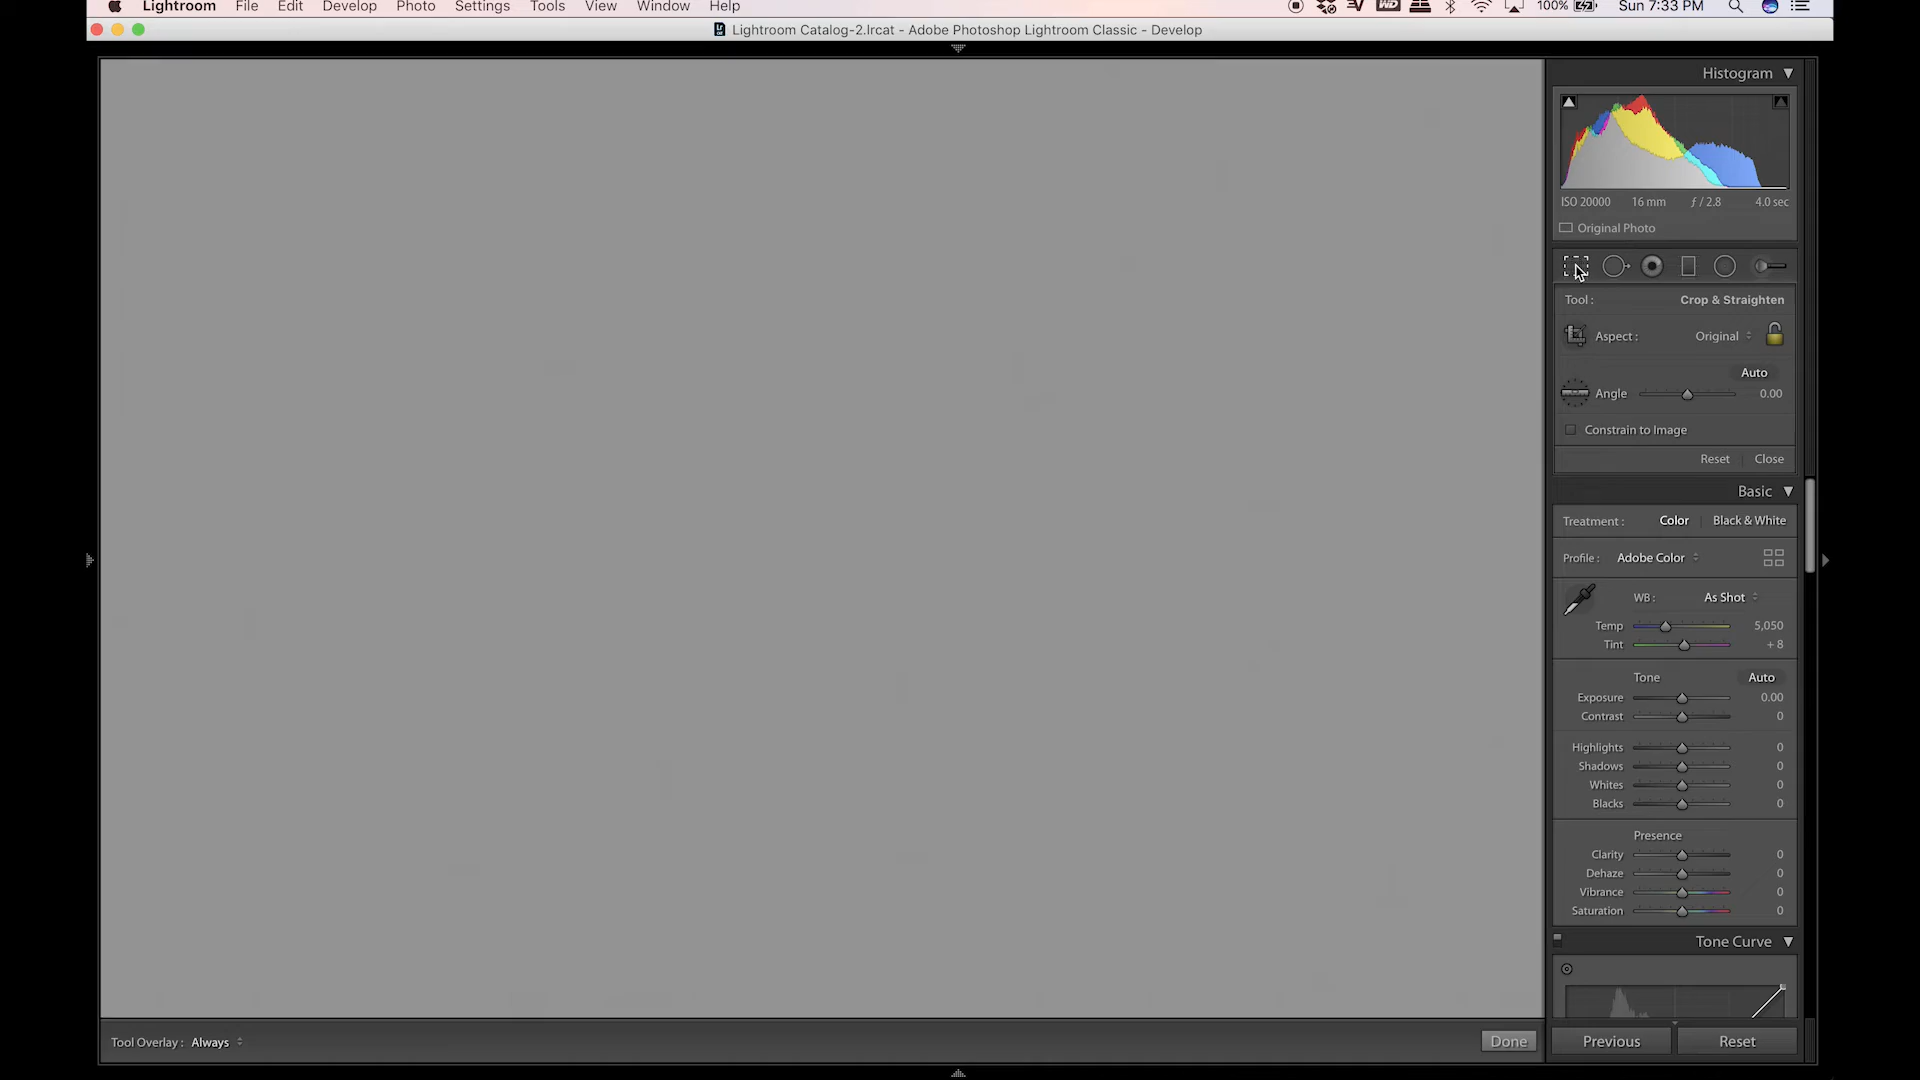 Lightroom File Edit Develop Photo Settings Tools View Window Help 100% Sun 7:33 PM
Lightroom Catalog-2.lrcat - Adobe Photoshop Lightroom Classic - Develop
Histogram
ISO 20000 16 mm ƒ / 2.8 4.0 sec
Original Photo
Tool : Crop & Straighten
Aspect : Original
Auto
Angle 0.00
Constrain to Image
Reset Close
Basic
Treatment : Color Black & White
Profile : Adobe Color
WB : As Shot
Temp 5,050
Tint + 8
Tone Auto
Exposure 0.00
Contrast 0
Highlights 0
Shadows 0
Whites 0
Blacks 0
Presence
Clarity 0
Dehaze 0
Vibrance 0
Saturation 0
Tone Curve
Tool Overlay : Always Done Previous Reset